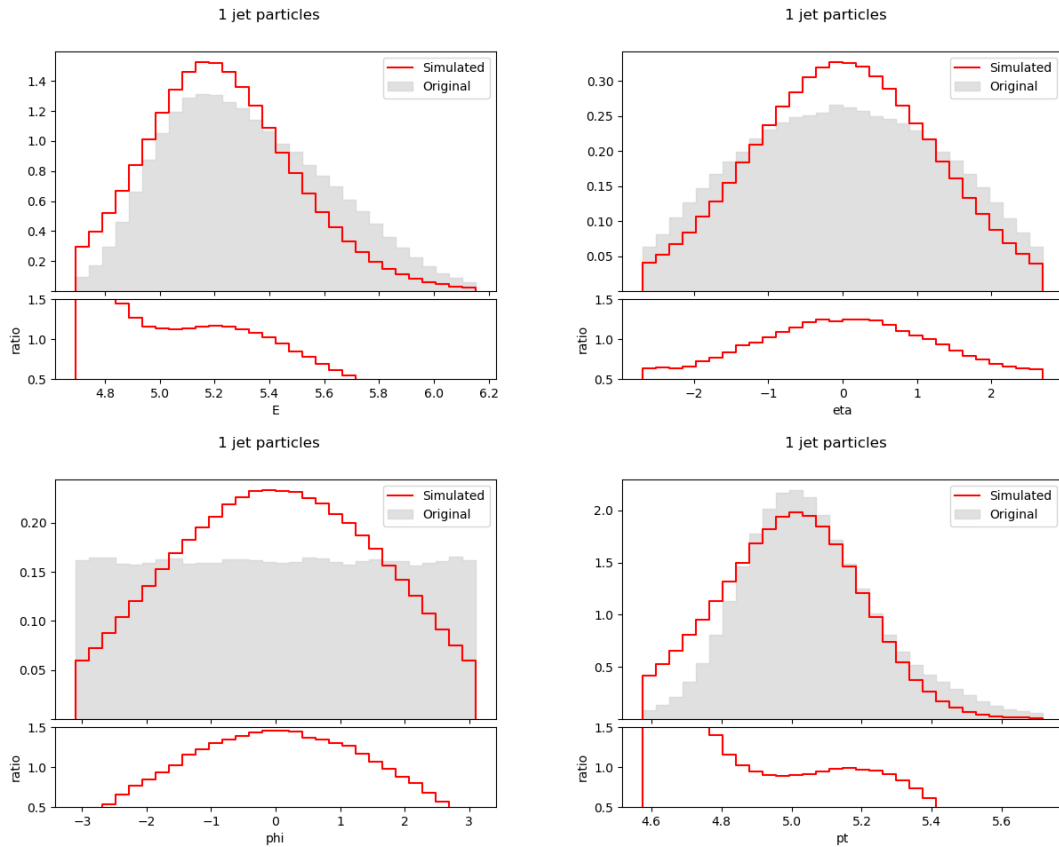 1 jet particles
Simulated
Original
1.4
1.2
1.0
0.8
0.6
0.4
0.2
1.5
1.0
0.5
ratio
4.8 5.0 5.2 5.4 5.6 5.8 6.0 6.2
E
1 jet particles
Simulated
Original
0.30
0.25
0.20
0.15
0.10
0.05
1.5
1.0
0.5
ratio
−2 −1 0 1 2
eta
1 jet particles
Simulated
Original
0.20
0.15
0.10
0.05
1.5
1.0
0.5
ratio
−3 −2 −1 0 1 2 3
phi
1 jet particles
Simulated
Original
2.0
1.5
1.0
0.5
1.5
1.0
0.5
ratio
4.6 4.8 5.0 5.2 5.4 5.6
pt